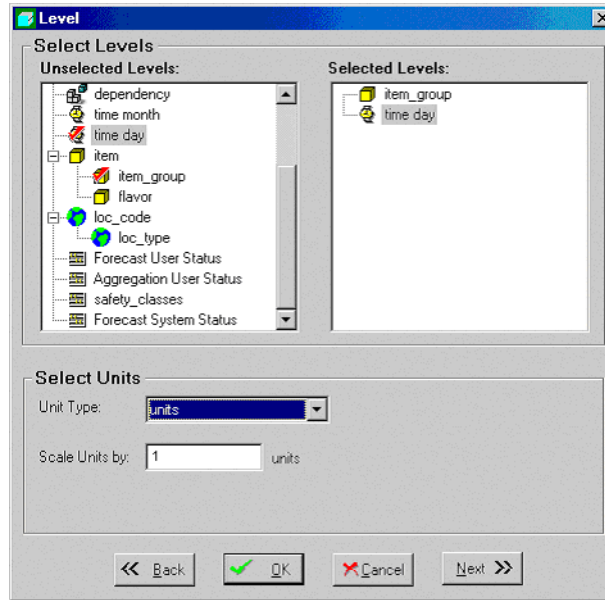 Level
Select Levels
Unselected Levels:
Selected Levels:
dependency
time month
time day
item
item_group
flavor
loc_code
loc_type
Forecast User Status
Aggregation User Status
safety_classes
Forecast System Status
item_group
time day
Select Units
Unit Type:
units
Scale Units by:
1
units
Back
OK
Cancel
Next